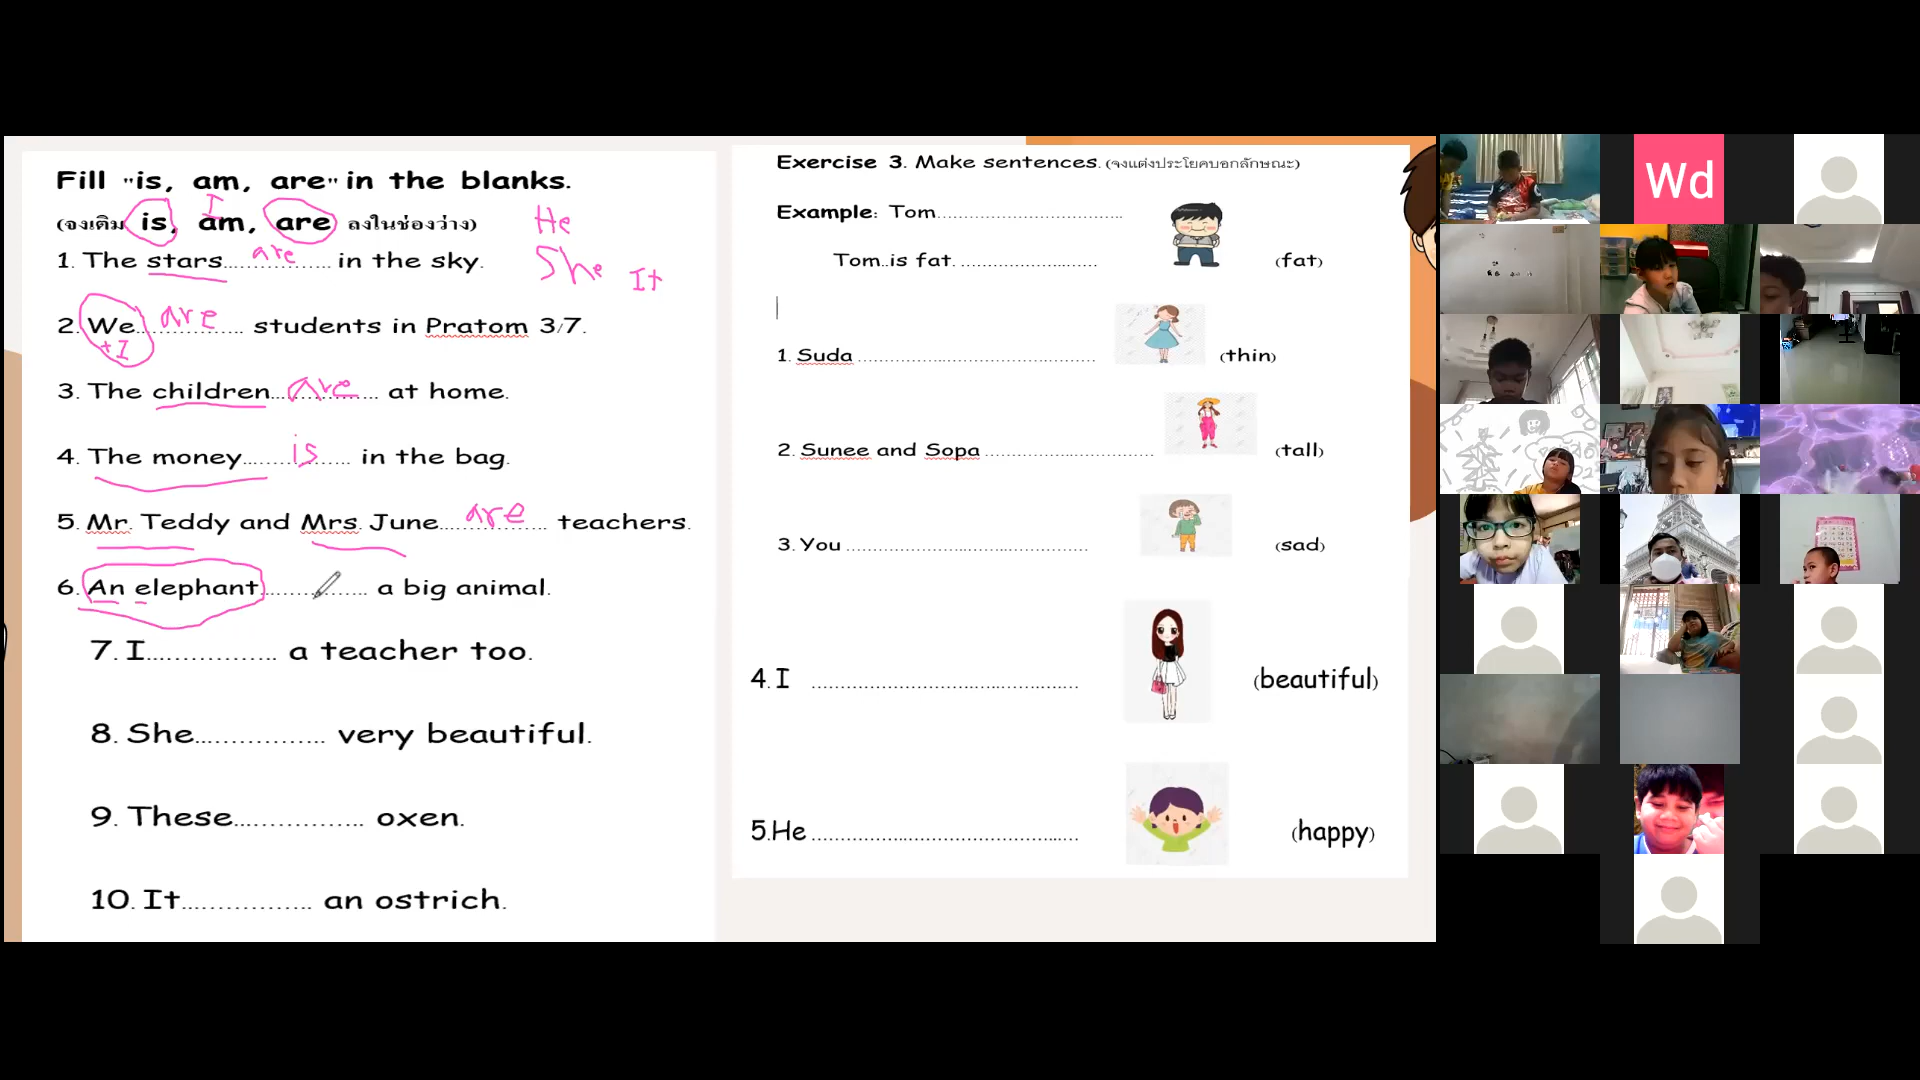 Fill "is, am, are" in the blanks.
I
(จงเติม is, am, are ลงในช่องว่าง)
He
She
It
1. The stars...are...in the sky.
2. We...are... students in Pratom 3/7.
+I
3. The children...are... at home.
4. The money...is... in the bag.
5. Mr. Teddy and Mrs. June...are... teachers.
6. An elephant................ a big animal.
7. I................ a teacher too.
8. She................ very beautiful.
9. These................ oxen.
10. It................ an ostrich.
Exercise 3. Make sentences. (จงแต่งประโยคบอกลักษณะ)
Example: Tom................................
Tom..is fat. ........................ (fat)
1. Suda ........................................ (thin)
2. Sunee and Sopa ............................ (tall)
3. You ........................................ (sad)
4. I ............................................ (beautiful)
5.He ............................................ (happy)
Wd